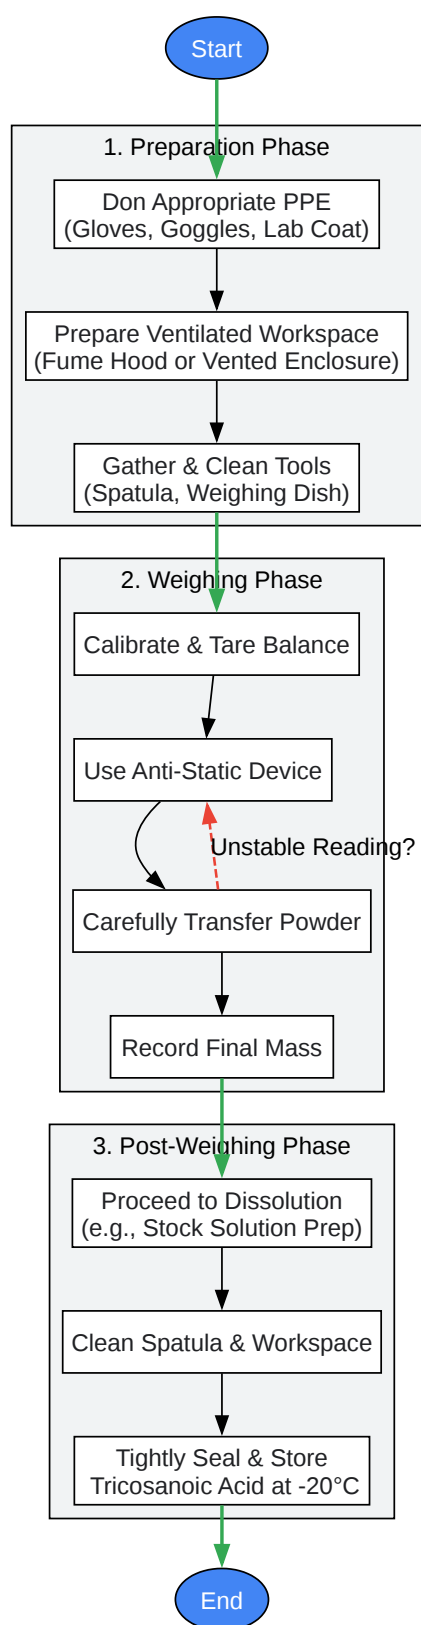 Start
1. Preparation Phase
Don Appropriate PPE
(Gloves, Goggles, Lab Coat)
Prepare Ventilated Workspace
(Fume Hood or Vented Enclosure)
Gather & Clean Tools
(Spatula, Weighing Dish)
2. Weighing Phase
Calibrate & Tare Balance
Use Anti-Static Device
Unstable Reading?
Carefully Transfer Powder
Record Final Mass
3. Post-Weighing Phase
Proceed to Dissolution
(e.g., Stock Solution Prep)
Clean Spatula & Workspace
Tightly Seal & Store
Tricosanoic Acid at -20°C
End